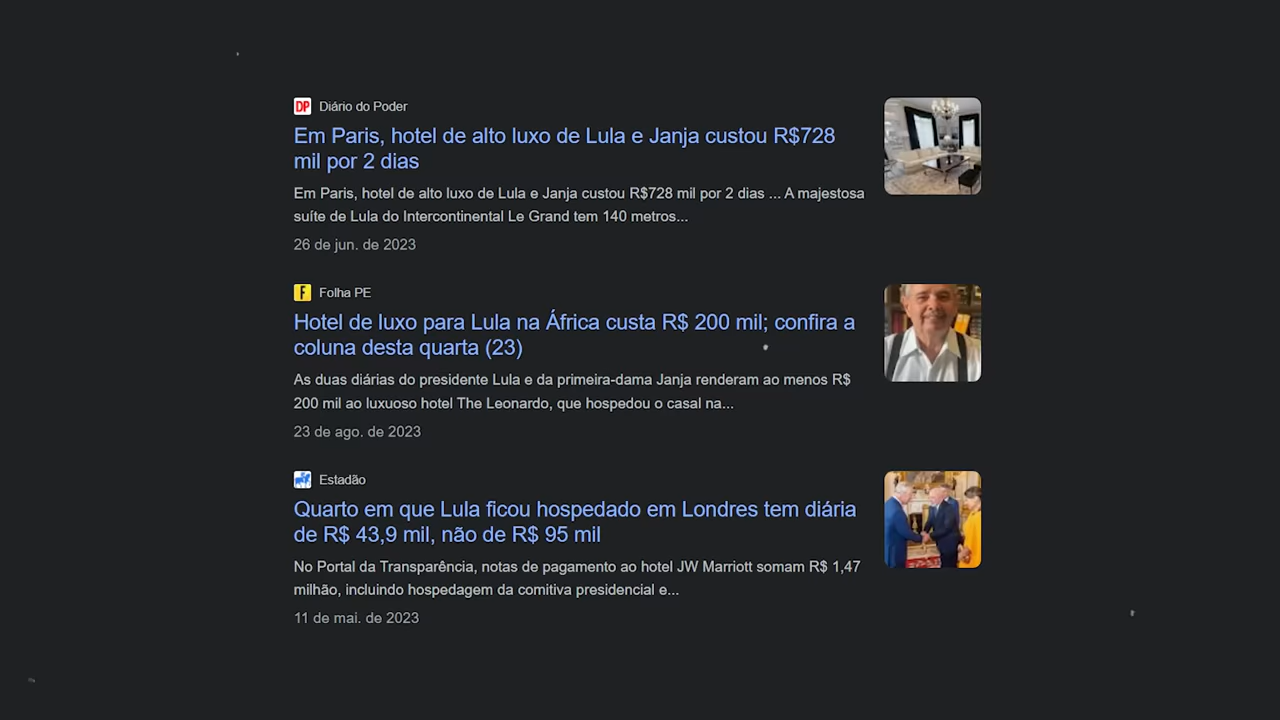 DP Diário do Poder
Em Paris, hotel de alto luxo de Lula e Janja custou R$728
mil por 2 dias
Em Paris, hotel de alto luxo de Lula e Janja custou R$728 mil por 2 dias ... A majestosa
suíte de Lula do Intercontinental Le Grand tem 140 metros...
26 de jun. de 2023
F Folha PE
Hotel de luxo para Lula na África custa R$ 200 mil; confira a
coluna desta quarta (23)
As duas diárias do presidente Lula e da primeira-dama Janja renderam ao menos R$
200 mil ao luxuoso hotel The Leonardo, que hospedou o casal na...
23 de ago. de 2023
Estadão
Quarto em que Lula ficou hospedado em Londres tem diária
de R$ 43,9 mil, não de R$ 95 mil
No Portal da Transparência, notas de pagamento ao hotel JW Marriott somam R$ 1,47
milhão, incluindo hospedagem da comitiva presidencial e...
11 de mai. de 2023